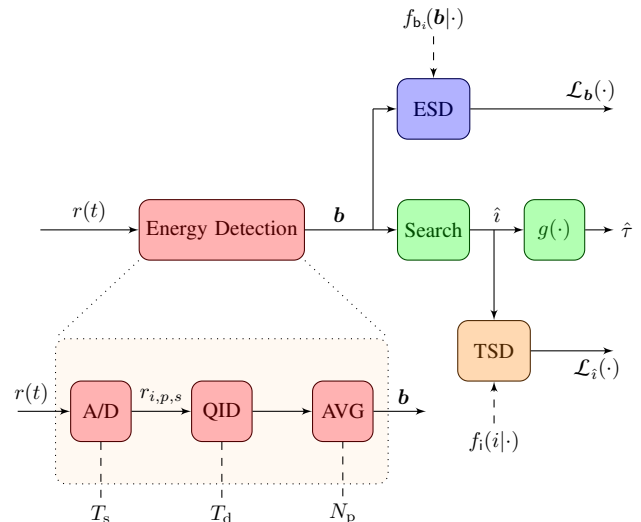 f_{b_i}(𝒃|·)
ESD
𝓛_𝒃(·)
r(t)
Energy Detection
𝒃
Search
î
g(·)
τ̂
TSD
𝓛_î(·)
f_i(i|·)
r(t)
A/D
r_{i,p,s}
QID
AVG
𝒃
T_s
T_d
N_p